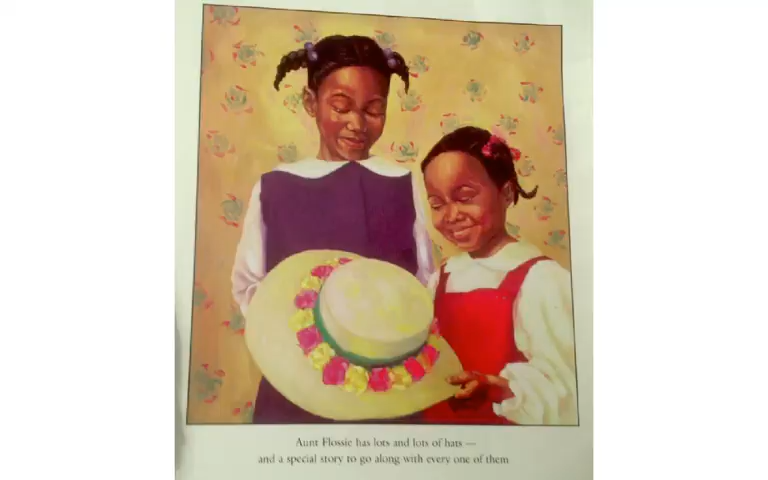 Aunt Flossie has lots and lots of hats —
and a special story to go along with every one of them